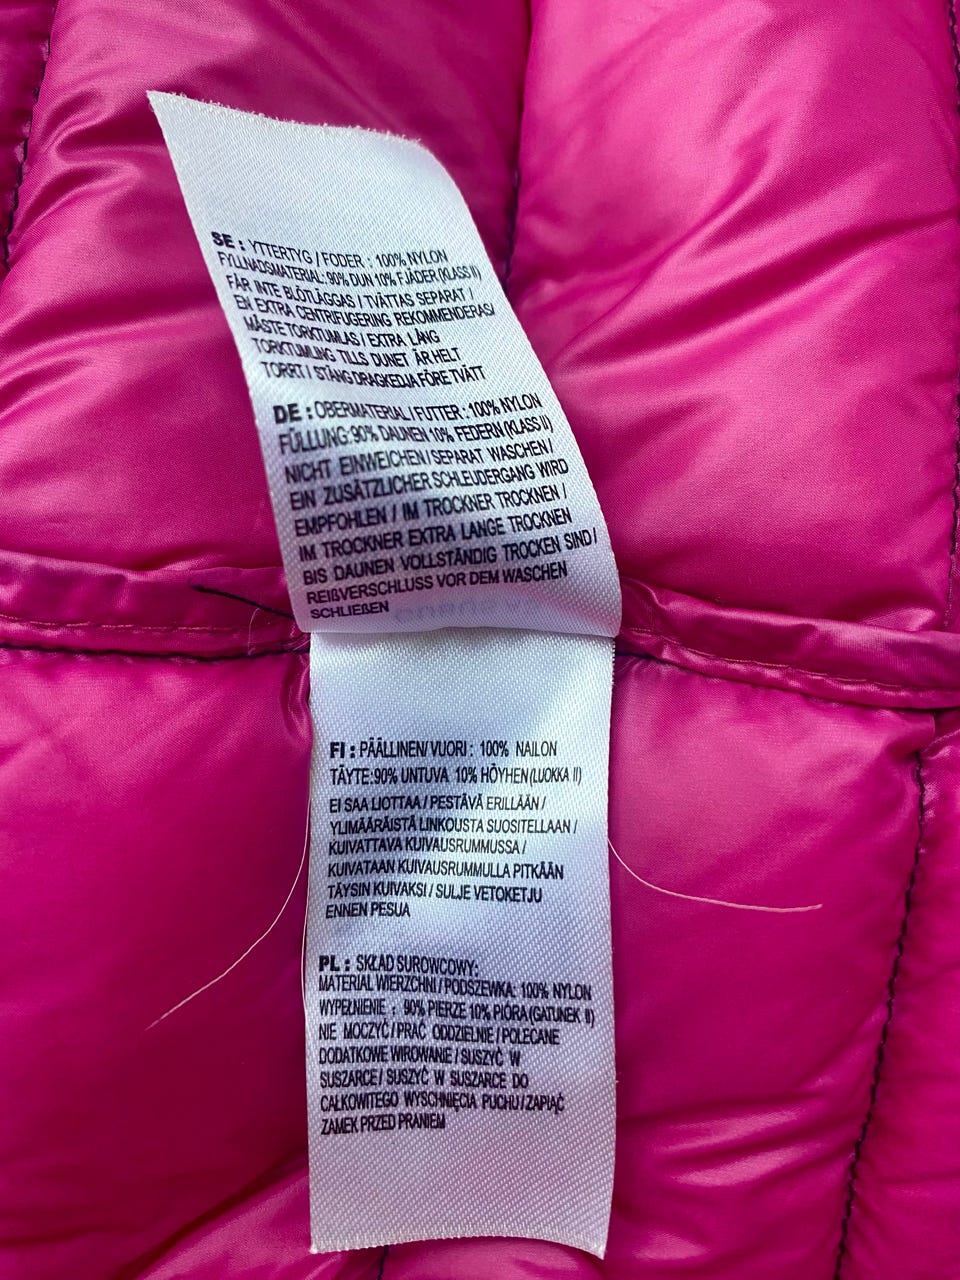 SE : YTTERTYG / FODER : 100% NYLON
FYLLNADSMATERIAL: 90% DUN 10% FJÄDER (KLASS II)
FÅR INTE BLÖTLÄGGAS / TVÄTTAS SEPARAT /
EN EXTRA CENTRIFUGERING REKOMMENDERAS/
MÅSTE TORKTUMLAS / EXTRA LÅNG
TORKTUMLING TILLS DUNET ÄR HELT
TORRT / STÄNG DRAGKEDJA FÖRE TVÄTT
DE : OBERMATERIAL / FUTTER : 100% NYLON
FÜLLUNG: 90% DAUNEN 10% FEDERN (KLASS II)
NICHT EINWEICHEN / SEPARAT WASCHEN /
EIN ZUSÄTZLICHER SCHLEUDERGANG WIRD
EMPFOHLEN / IM TROCKNER TROCKNEN /
IM TROCKNER EXTRA LANGE TROCKNEN
BIS DAUNEN VOLLSTÄNDIG TROCKEN SIND /
REIßVERSCHLUSS VOR DEM WASCHEN
SCHLIEßEN
FI : PÄÄLLINEN/ VUORI : 100% NAILON
TÄYTE: 90% UNTUVA 10% HÖYHEN (LUOKKA II)
EI SAA LIOTTAA / PESTÄVÄ ERILLÄÄN /
YLIMÄÄRÄISTÄ LINKOUSTA SUOSITELLAAN /
KUIVATTAVA KUIVAUSRUMMUSSA /
KUIVATAAN KUIVAUSRUMMULLA PITKÄÄN
TÄYSIN KUIVAKSI / SULJE VETOKETJU
ENNEN PESUA
PL : SKŁAD SUROWCOWY:
MATERIAŁ WIERZCHNI / PODSZEWKA: 100% NYLON
WYPEŁNIENIE : 90% PIERZE 10% PIÓRA (GATUNEK II)
NIE MOCZYĆ / PRAĆ ODDZIELNIE / POLECANE
DODATKOWE WIROWANIE / SUSZYĆ W
SUSZARCE / SUSZYĆ W SUSZARCE DO
CAŁKOWITEGO WYSCHNIĘCIA PUCHU / ZAPIĄĆ
ZAMEK PRZED PRANIEM